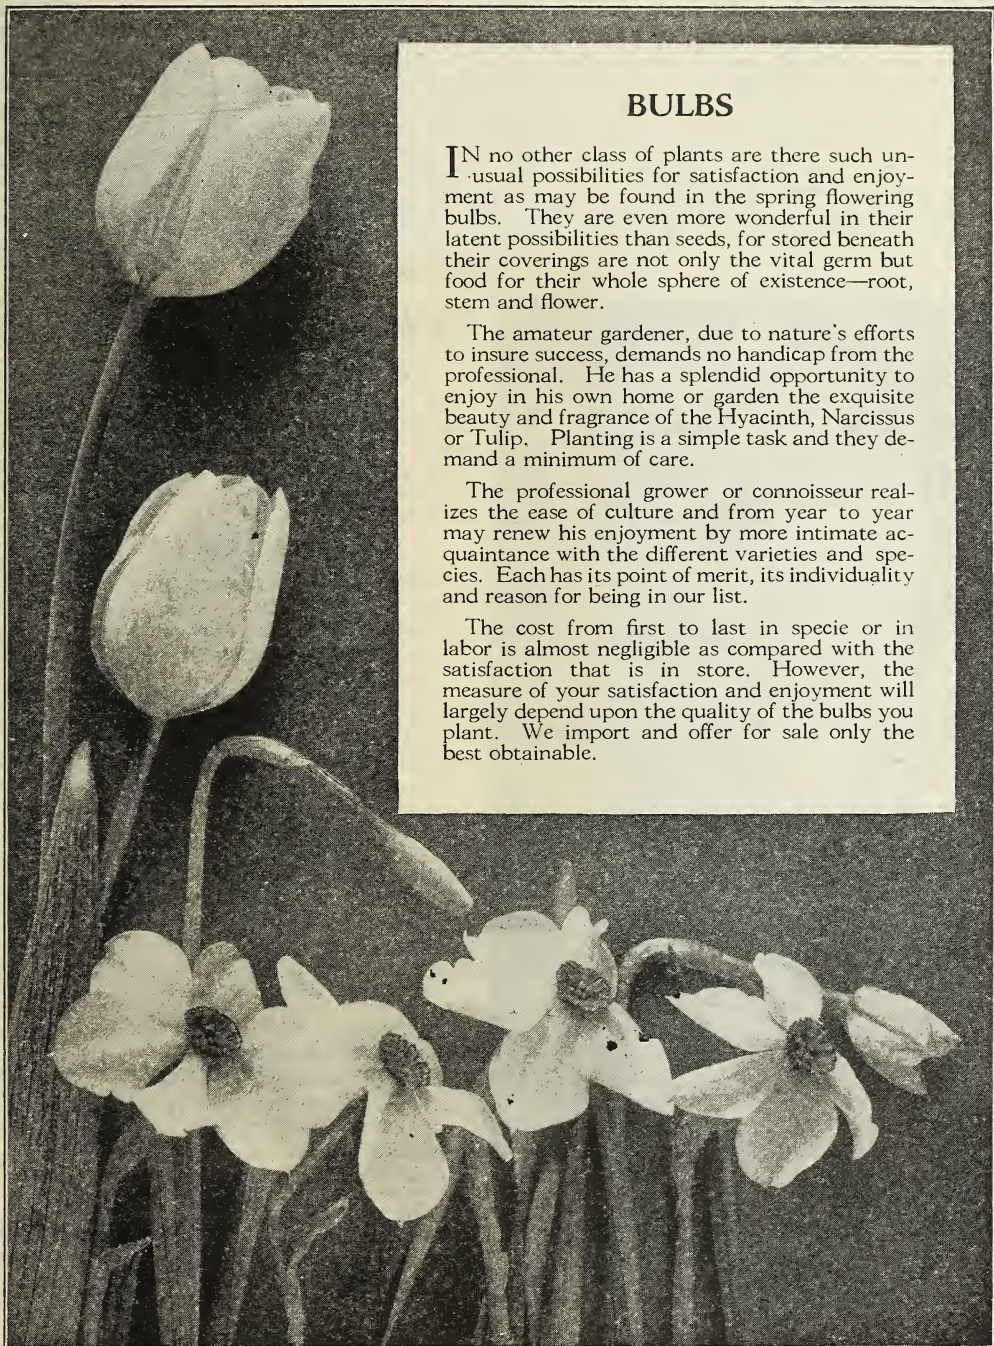 BULBS
IN no other class of plants are there such un-
usual possibilities for satisfaction and enjoy-
ment as may be found in the spring flowering
bulbs. They are even more wonderful in their
latent possibilities than seeds, for stored beneath
their coverings are not only the vital germ but
food for their whole sphere of existence—root,
stem and flower.
The amateur gardener, due to nature's efforts
to insure success, demands no handicap from the
professional. He has a splendid opportunity to
enjoy in his own home or garden the exquisite
beauty and fragrance of the Hyacinth, Narcissus
or Tulip. Planting is a simple task and they de-
mand a minimum of care.
The professional grower or connoisseur real-
izes the ease of culture and from year to year
may renew his enjoyment by more intimate ac-
quaintance with the different varieties and spe-
cies. Each has its point of merit, its individuality
and reason for being in our list.
The cost from first to last in specie or in
labor is almost negligible as compared with the
satisfaction that is in store. However, the
measure of your satisfaction and enjoyment will
largely depend upon the quality of the bulbs you
plant. We import and offer for sale only the
best obtainable.